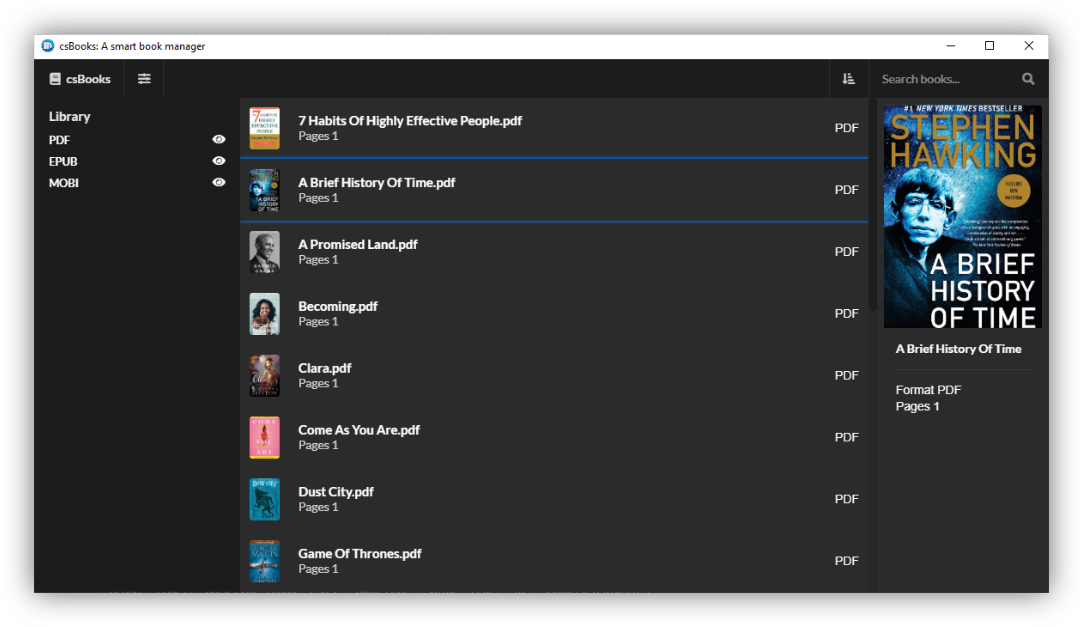 csBooks: A smart book manager
csBooks
Search books...
Library
PDF
EPUB
MOBI
7 Habits Of Highly Effective People.pdf
Pages 1
PDF
A Brief History Of Time.pdf
Pages 1
PDF
A Promised Land.pdf
Pages 1
PDF
Becoming.pdf
Pages 1
PDF
Clara.pdf
Pages 1
PDF
Come As You Are.pdf
Pages 1
PDF
Dust City.pdf
Pages 1
PDF
Game Of Thrones.pdf
Pages 1
PDF
#1 NEW YORK TIMES BESTSELLER
STEPHEN
HAWKING
INCLUDES
NEW
MATERIAL
A BRIEF
HISTORY
OF TIME
A Brief History Of Time
Format PDF
Pages 1